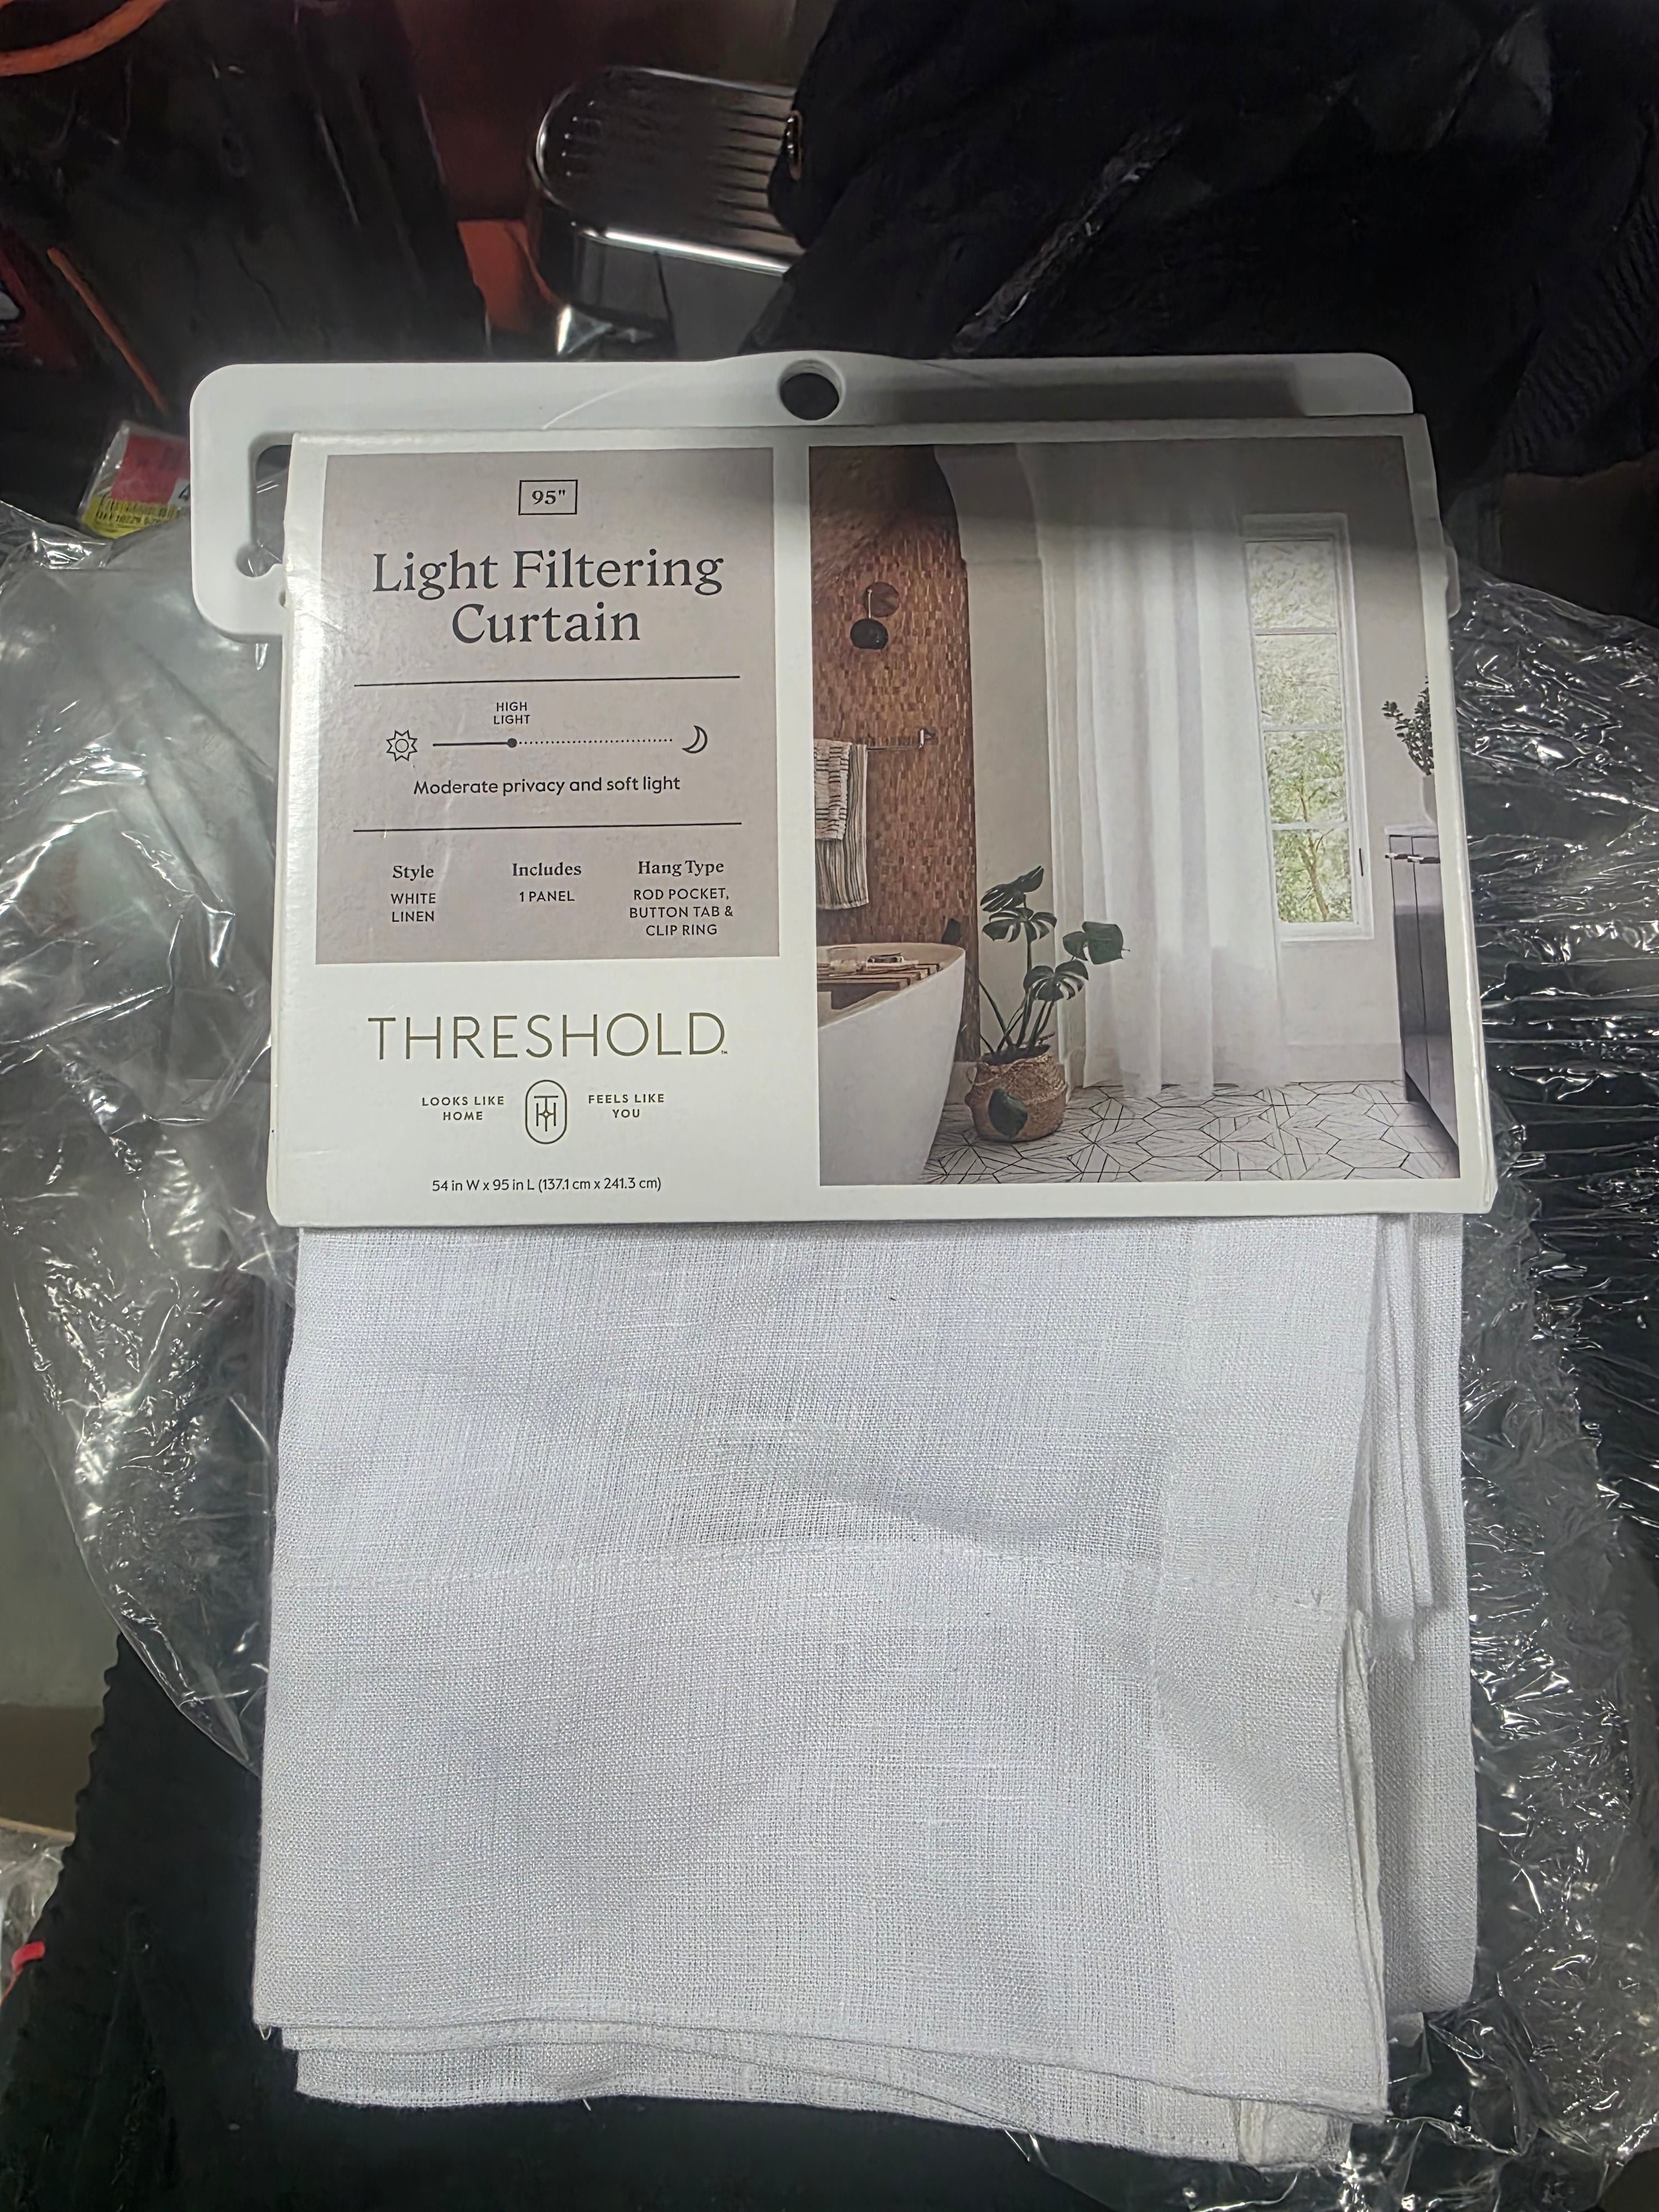 95"
Light Filtering
Curtain
HIGH
LIGHT
Moderate privacy and soft light
Style
WHITE
LINEN
Includes
1 PANEL
Hang Type
ROD POCKET,
BUTTON TAB &
CLIP RING
THRESHOLD™
LOOKS LIKE
HOME
FEELS LIKE
YOU
54 in W x 95 in L (137.1 cm x 241.3 cm)